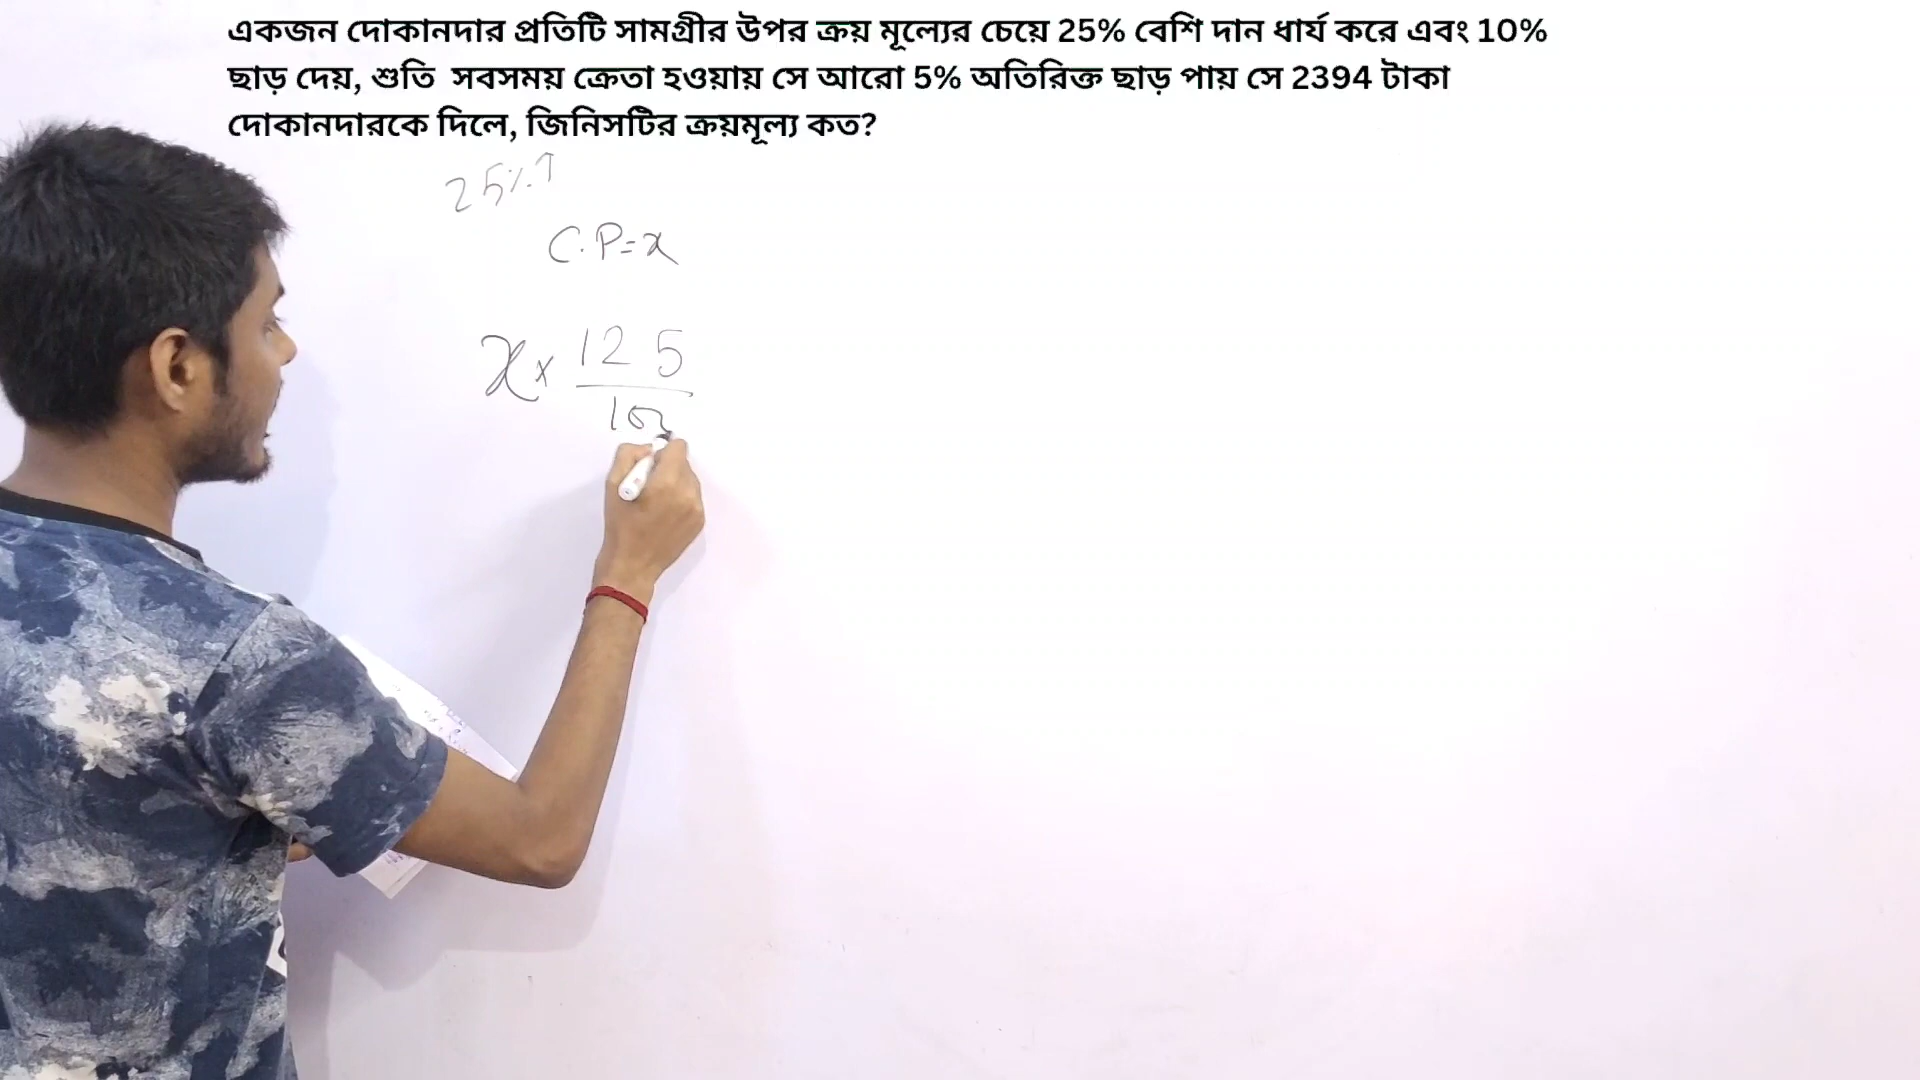 একজন দোকানদার প্রতিটি সামগ্রীর উপর ক্রয় মূল্যের চেয়ে 25% বেশি দান ধার্য করে এবং 10%
ছাড় দেয়, শুতি সবসময় ক্রেতা হওয়ায় সে আরো 5% অতিরিক্ত ছাড় পায় সে 2394 টাকা
দোকানদারকে দিলে, জিনিসটির ক্রয়মূল্য কত?
25%↑
C.P=x
x × 125
100